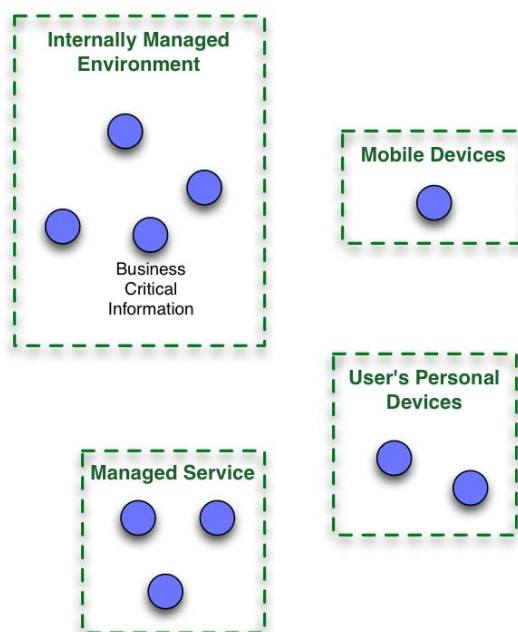 Internally Managed
Environment
Mobile Devices
Business
Critical
Information
User's Personal
Devices
Managed Service